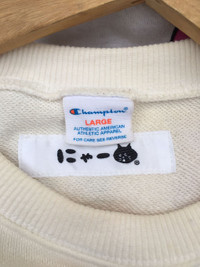 Champion
LARGE
AUTHENTIC AMERICAN
ATHLETIC APPAREL
FOR CARE SEE REVERSE
にゃー